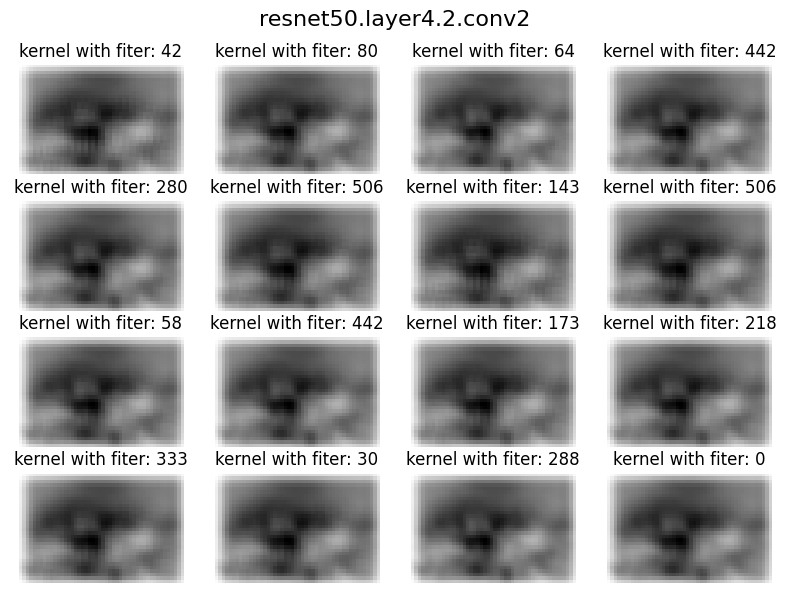 resnet50.layer4.2.conv2
kernel with fiter: 42
kernel with fiter: 80
kernel with fiter: 64
kernel with fiter: 442
kernel with fiter: 280
kernel with fiter: 506
kernel with fiter: 143
kernel with fiter: 506
kernel with fiter: 58
kernel with fiter: 442
kernel with fiter: 173
kernel with fiter: 218
kernel with fiter: 333
kernel with fiter: 30
kernel with fiter: 288
kernel with fiter: 0